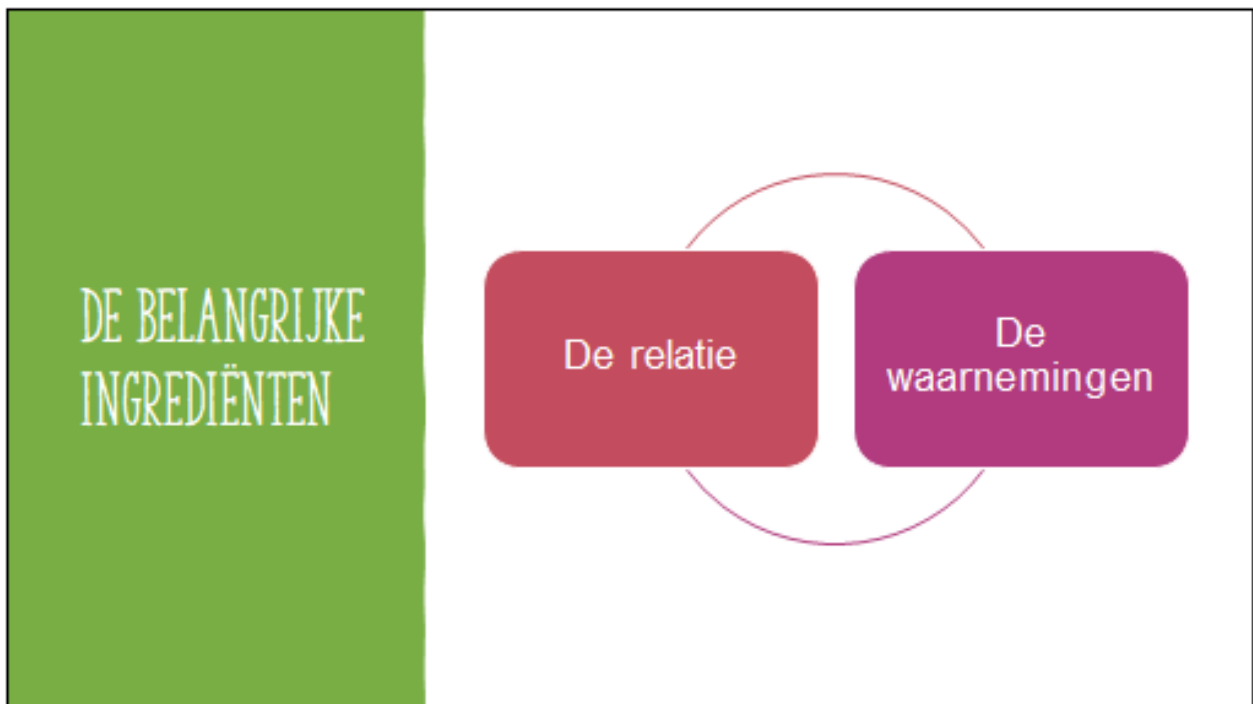 DE BELANGRIJKE
INGREDIËNTEN
De relatie
De
waarnemingen